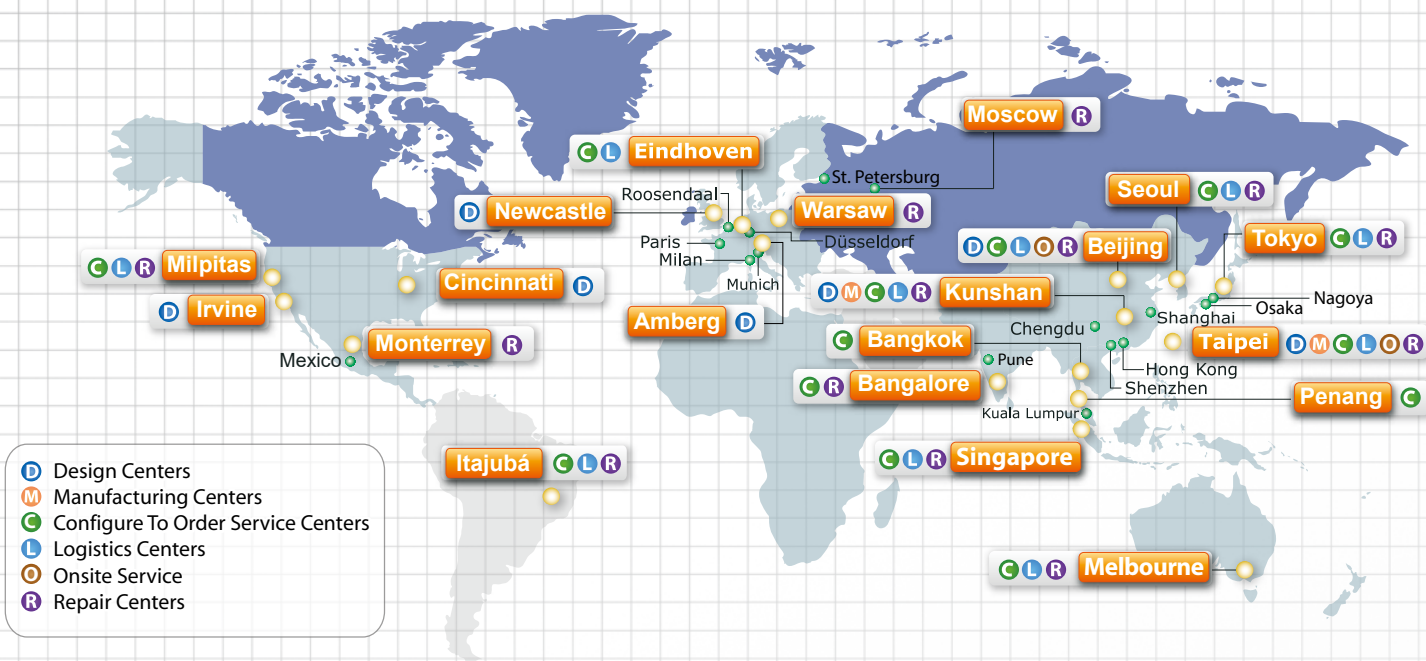 Moscow R
C L Eindhoven
St. Petersburg
Roosendaal
Seoul C L R
D Newcastle
Warsaw R
Tokyo C L R
Paris
Düsseldorf
D C L O R Beijing
Milan
C L R Milpitas
Cincinnati D
Munich
D M C L R Kunshan
Nagoya
Osaka
D Irvine
Amberg D
Shanghai
Chengdu
Monterrey R
C Bangkok
Taipei D M C L O R
Mexico
Pune
Hong Kong
C R Bangalore
Shenzhen
Penang C
Kuala Lumpur
Itajubá C L R
C L R Singapore
D Design Centers
M Manufacturing Centers
C Configure To Order Service Centers
L Logistics Centers
O Onsite Service
R Repair Centers
C L R Melbourne